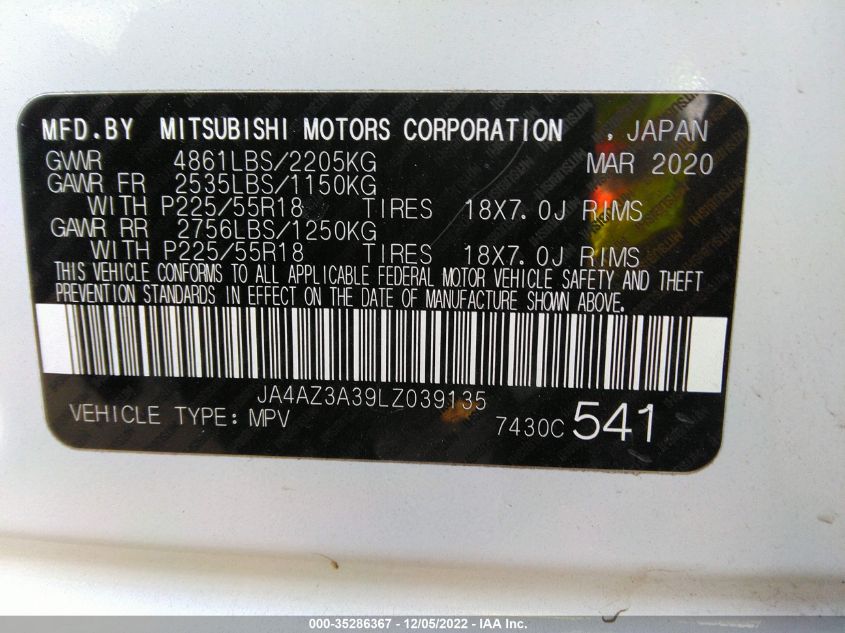 MFD.BY MITSUBISHI MOTORS CORPORATION , JAPAN
GVWR 4861LBS/2205KG MAR 2020
GAWR FR 2535LBS/1150KG
WITH P225/55R18 TIRES 18X7.0J RIMS
GAWR RR 2756LBS/1250KG
WITH P225/55R18 TIRES 18X7.0J RIMS
THIS VEHICLE CONFORMS TO ALL APPLICABLE FEDERAL MOTOR VEHICLE SAFETY AND THEFT
PREVENTION STANDARDS IN EFFECT ON THE DATE OF MANUFACTURE SHOWN ABOVE.
JA4AZ3A39LZ039135
VEHICLE TYPE: MPV 7430C 541
000-35286367 - 12/05/2022 - IAA Inc.